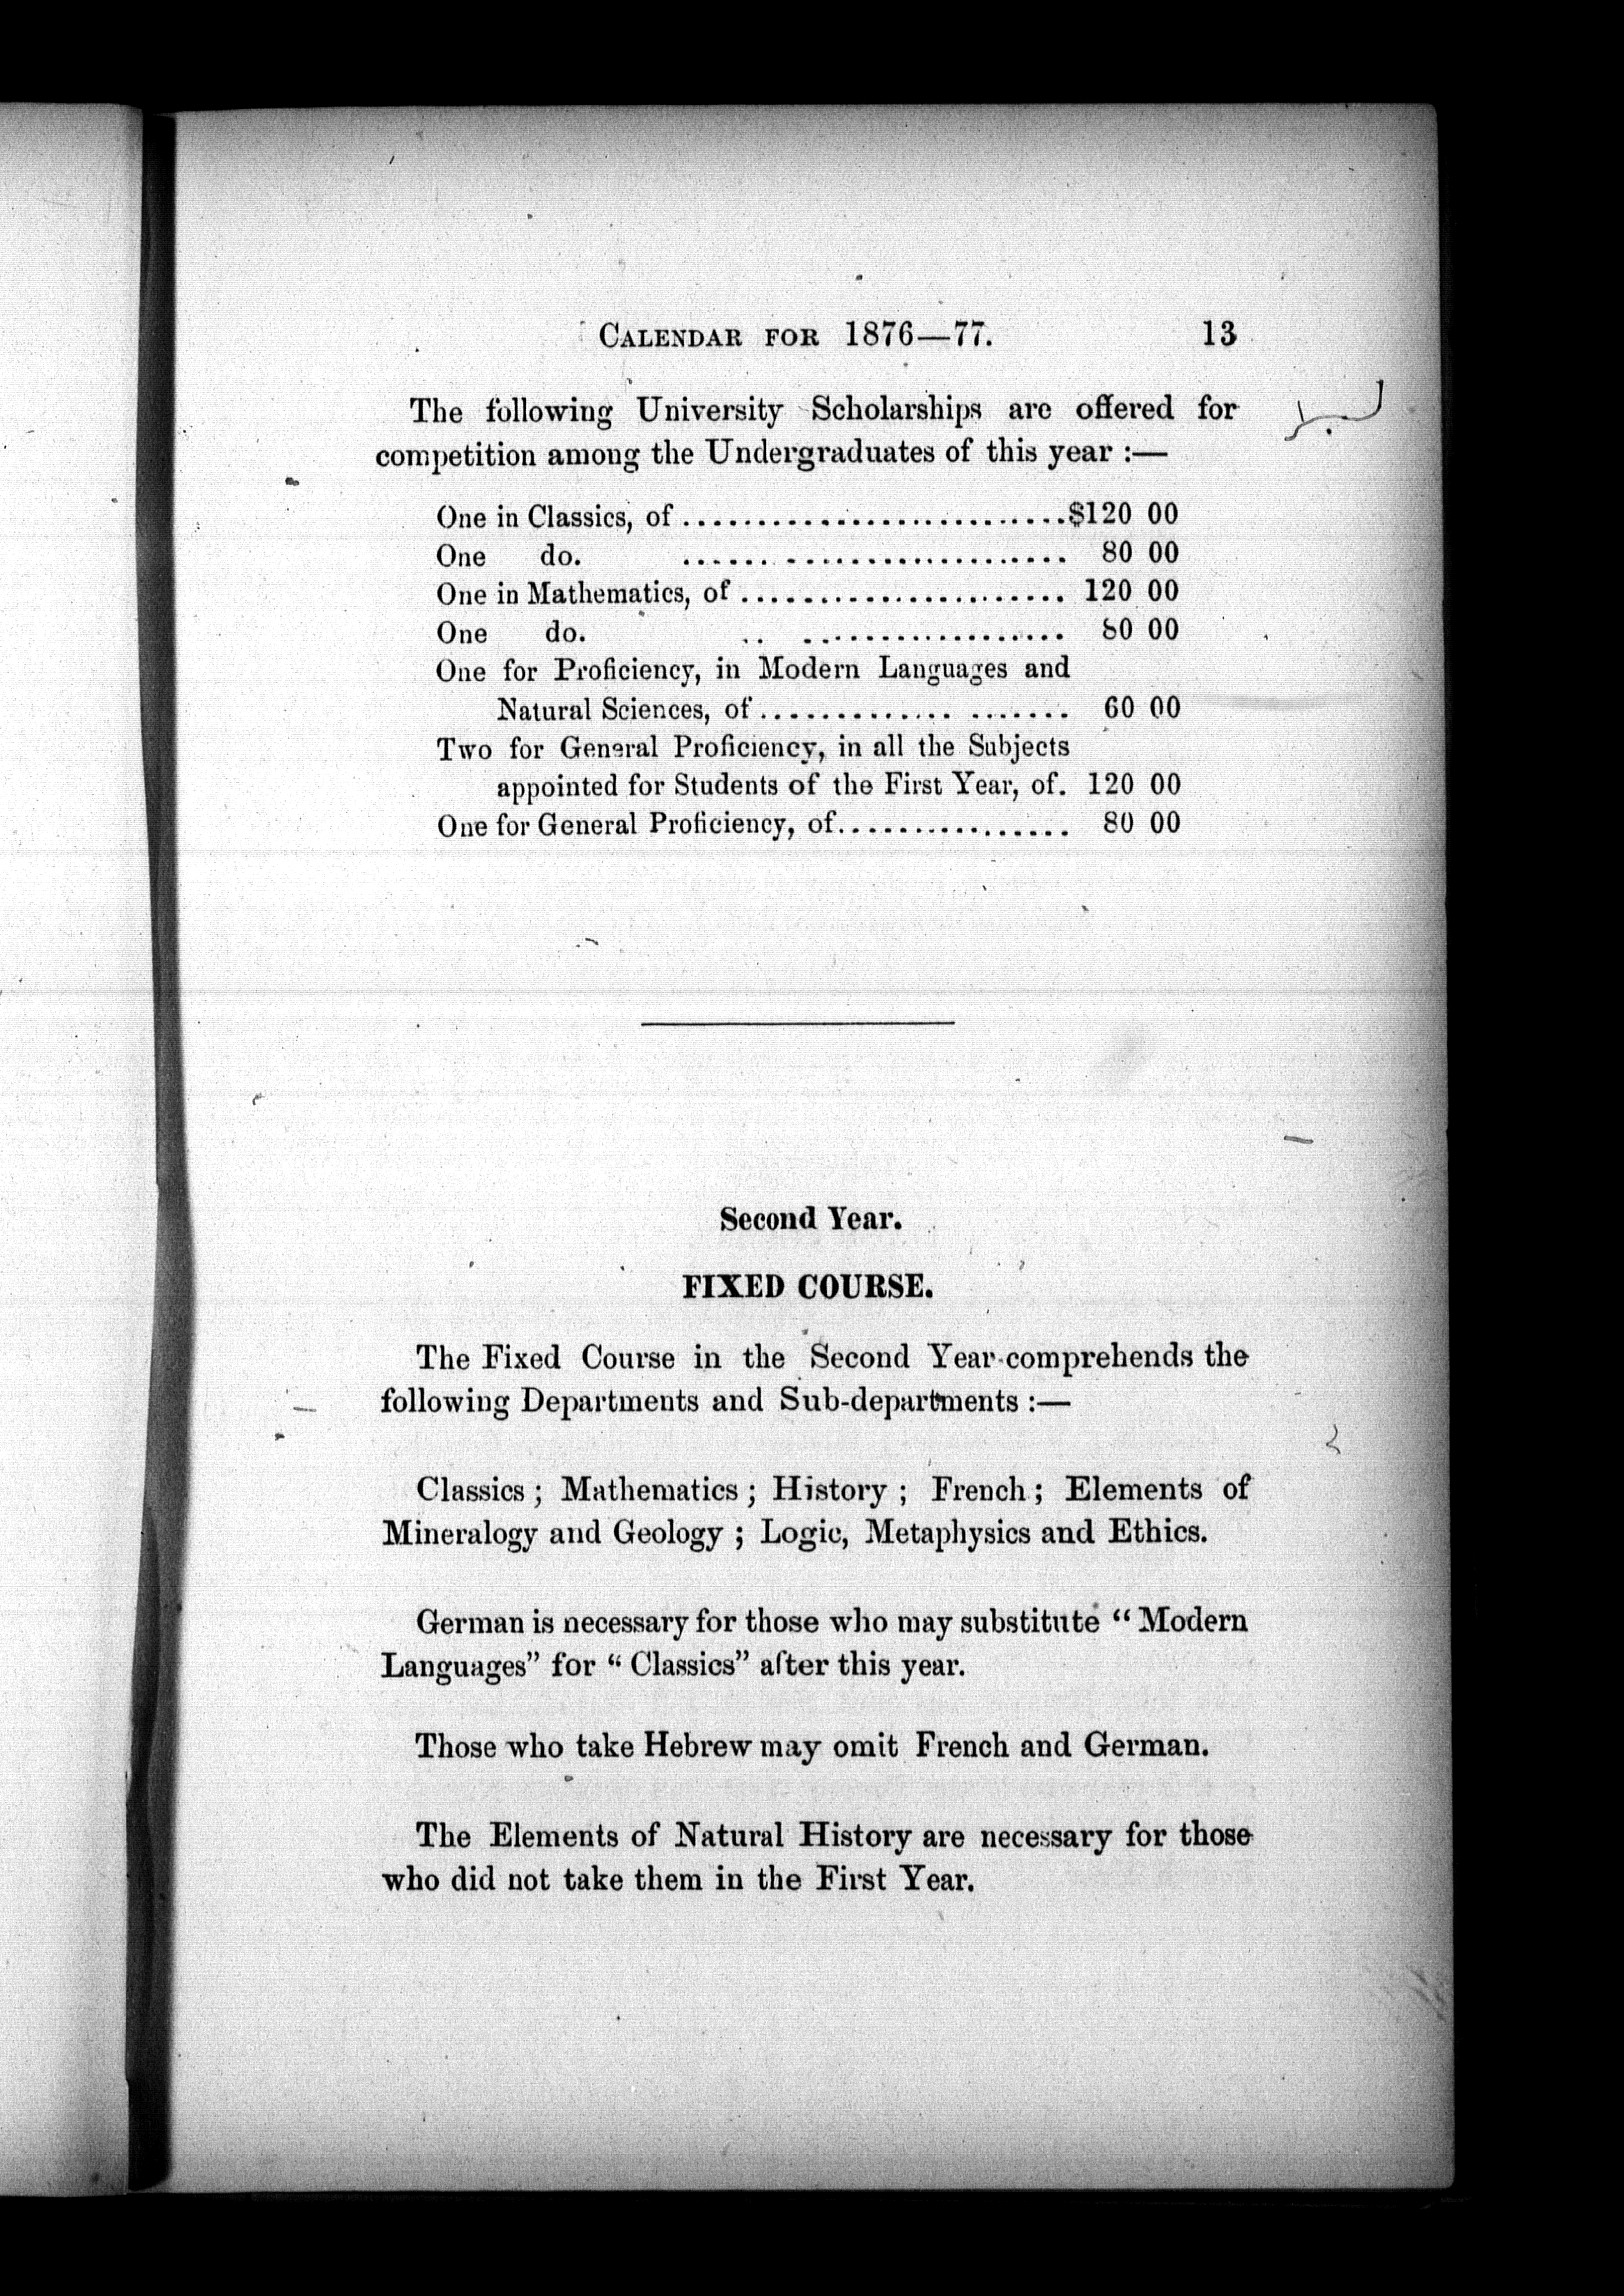 CALENDAR FOR 1876—77. 13
The following University Scholarships are offered for
competition among the Undergraduates of this year :—
One in Classics, of ..........................$120 00
One do. .......................... 80 00
One in Mathematics, of ...................... 120 00
One do. .. ................. 80 00
One for Proficiency, in Modern Languages and
Natural Sciences, of............. ....... 60 00
Two for General Proficiency, in all the Subjects
appointed for Students of the First Year, of. 120 00
One for General Proficiency, of................ 80 00
Second Year.
FIXED COURSE.
The Fixed Course in the Second Year comprehends the
following Departments and Sub-departments :—
Classics ; Mathematics ; History ; French ; Elements of
Mineralogy and Geology ; Logic, Metaphysics and Ethics.
German is necessary for those who may substitute “ Modern
Languages” for “ Classics” after this year.
Those who take Hebrew may omit French and German.
The Elements of Natural History are necessary for those
who did not take them in the First Year.